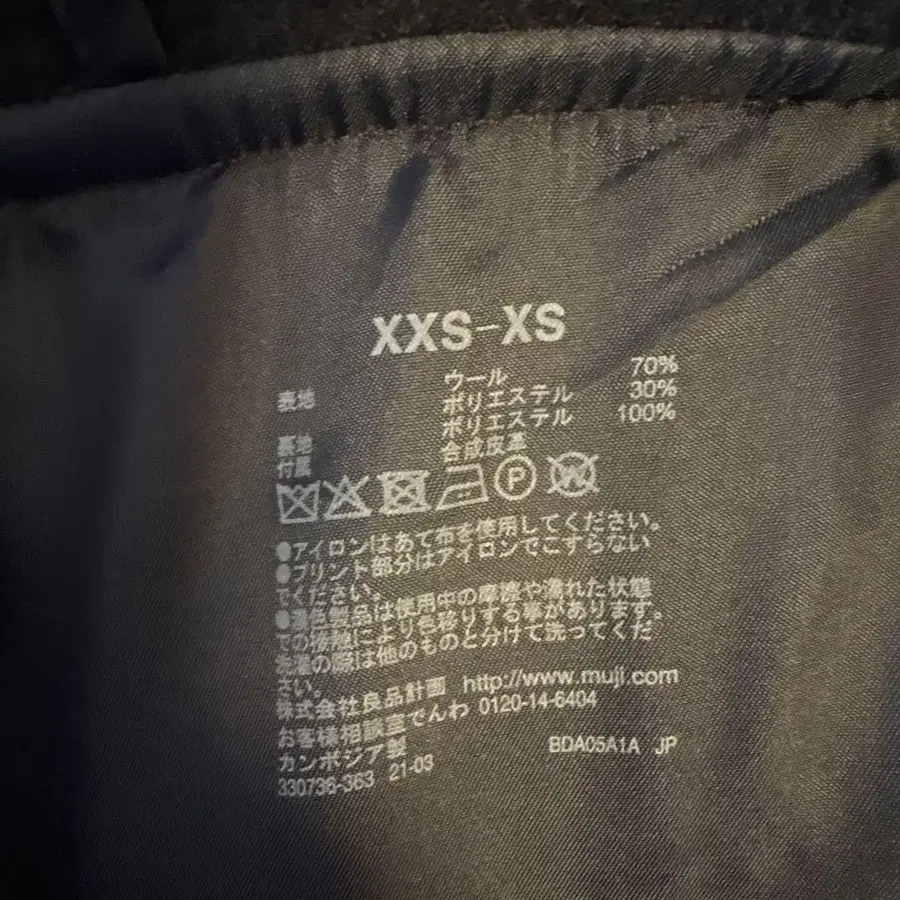 XXS-XS
表地 ウール 70%
ポリエステル 30%
裏地 ポリエステル 100%
付属 合成皮革
P W
●アイロンはあて布を使用してください。
●プリント部分はアイロンでこすらない
でください。
●濃色製品は使用中の摩擦や濡れた状態
での接触により色移りする事があります。
洗濯の際は他のものと分けて洗ってくだ
さい。
株式会社良品計画 http://www.muji.com
お客様相談室でんわ 0120-14-6404
カンボジア製 BDA05A1A JP
330736-363 21-03